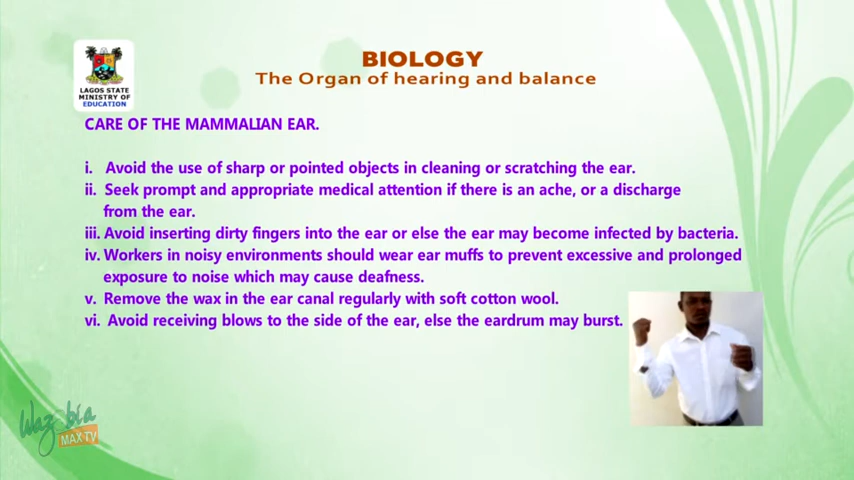 LAGOS STATE
MINISTRY OF
EDUCATION
BIOLOGY
The Organ of hearing and balance
CARE OF THE MAMMALIAN EAR.
i. Avoid the use of sharp or pointed objects in cleaning or scratching the ear.
ii. Seek prompt and appropriate medical attention if there is an ache, or a discharge
from the ear.
iii. Avoid inserting dirty fingers into the ear or else the ear may become infected by bacteria.
iv. Workers in noisy environments should wear ear muffs to prevent excessive and prolonged
exposure to noise which may cause deafness.
v. Remove the wax in the ear canal regularly with soft cotton wool.
vi. Avoid receiving blows to the side of the ear, else the eardrum may burst.
Wazobia
MAX TV